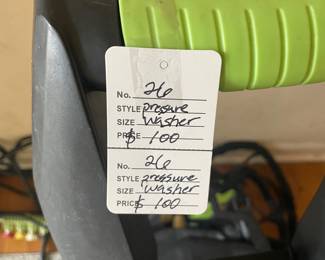 No. 26
STYLE pressure
SIZE washer
PRICE $ 100
No. 26
STYLE pressure
SIZE washer
PRICE $ 100